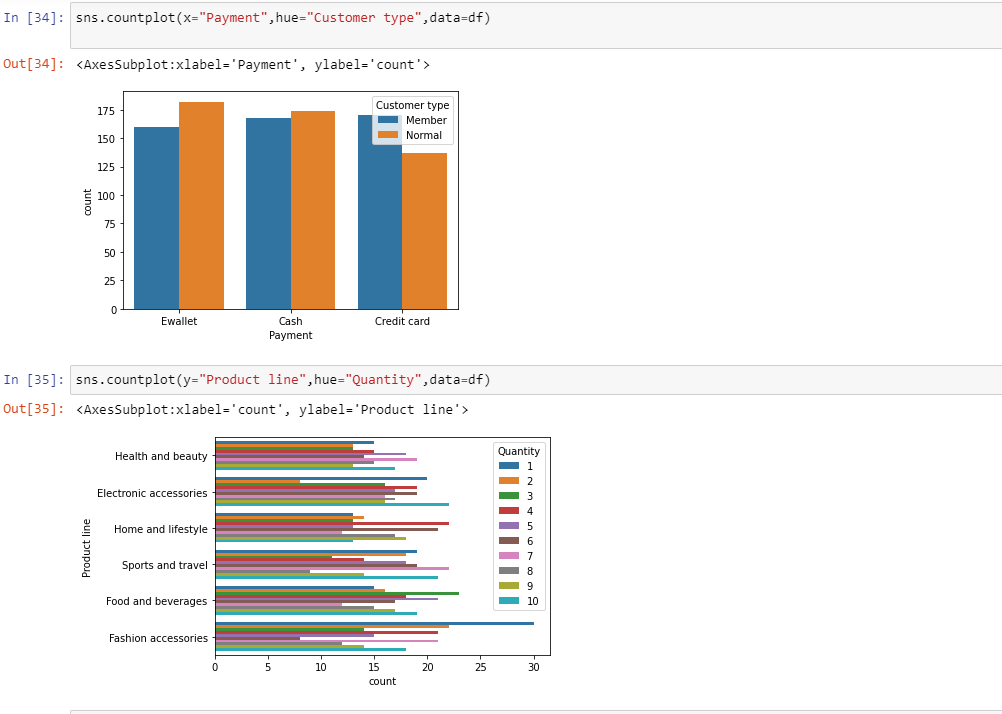 In [34]: sns.countplot(x="Payment",hue="Customer type",data=df)
Out[34]: <AxesSubplot:xlabel='Payment', ylabel='count'>
175
150
125
100
75
50
25
0
count
Customer type
Member
Normal
Ewallet Cash Credit card
Payment
In [35]: sns.countplot(y="Product line",hue="Quantity",data=df)
Out[35]: <AxesSubplot:xlabel='count', ylabel='Product line'>
Product line
Health and beauty
Electronic accessories
Home and lifestyle
Sports and travel
Food and beverages
Fashion accessories
Quantity
1
2
3
4
5
6
7
8
9
10
0 5 10 15 20 25 30
count